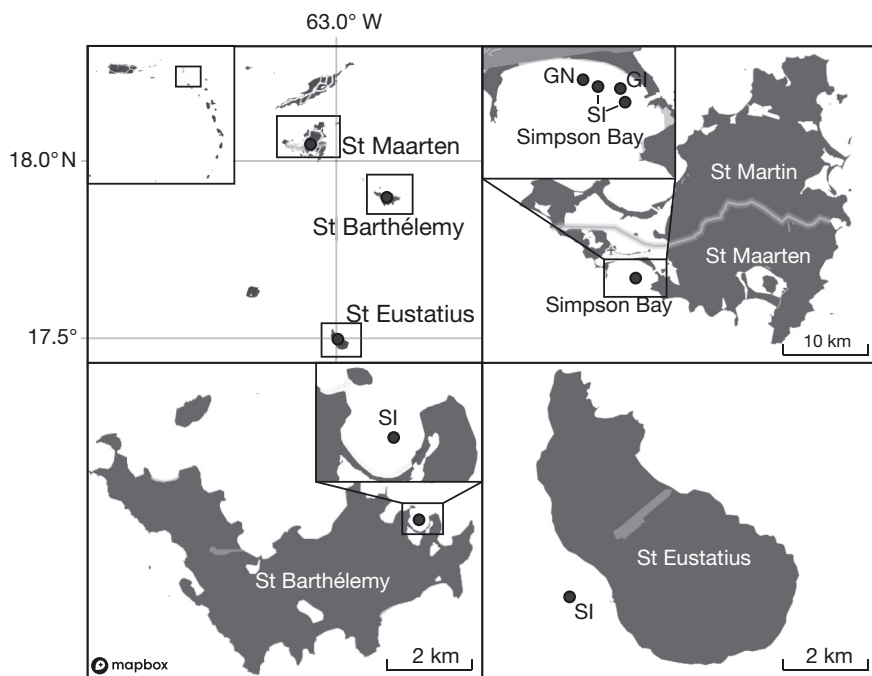 63.0° W
18.0°N
St Maarten
St Barthélemy
St Eustatius
17.5°
GN
GI
SI
Simpson Bay
St Martin
St Maarten
Simpson Bay
10 km
SI
St Barthélemy
mapbox
2 km
St Eustatius
SI
2 km